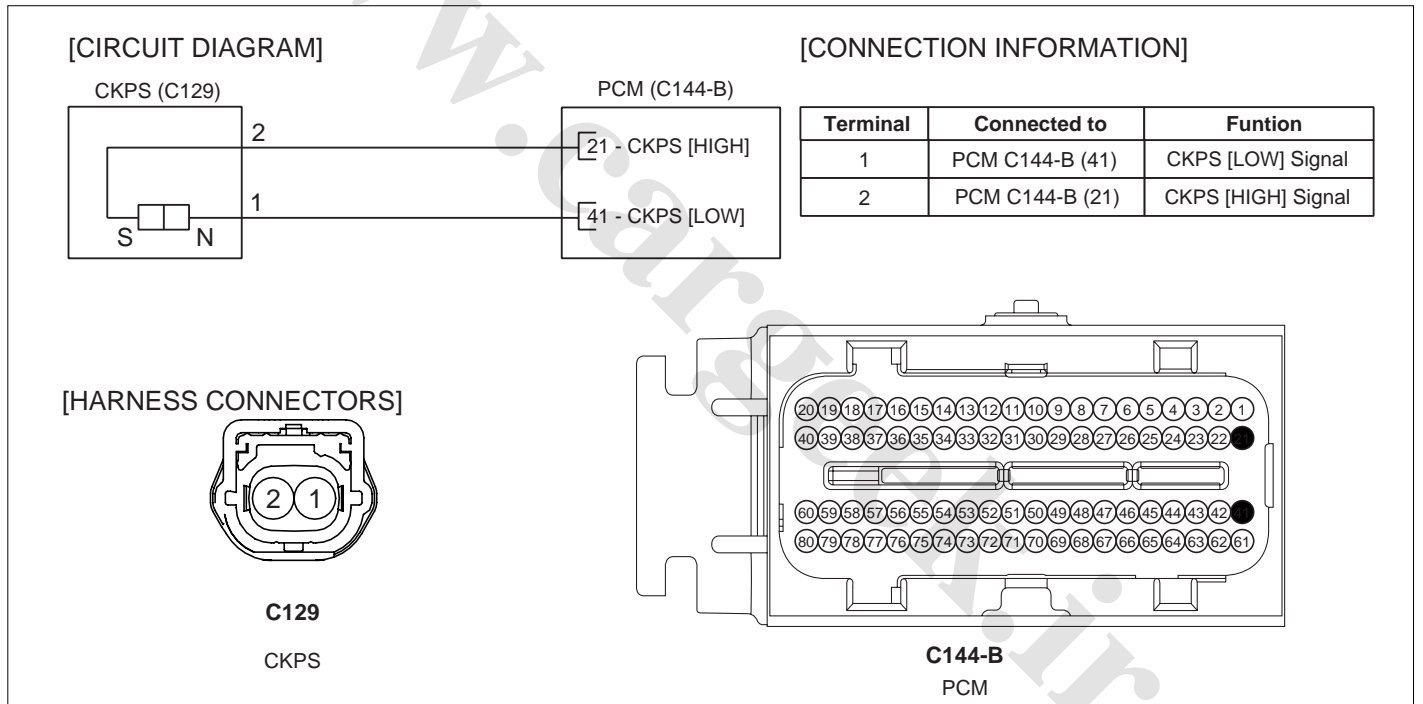 [CIRCUIT DIAGRAM]
CKPS (C129)
PCM (C144-B)
2
21 - CKPS [HIGH]
1
41 - CKPS [LOW]
S N
[CONNECTION INFORMATION]
Terminal Connected to Funtion
1 PCM C144-B (41) CKPS [LOW] Signal
2 PCM C144-B (21) CKPS [HIGH] Signal
[HARNESS CONNECTORS]
2 1
C129
CKPS
20 19 18 17 16 15 14 13 12 11 10 9 8 7 6 5 4 3 2 1
40 39 38 37 36 35 34 33 32 31 30 29 28 27 26 25 24 23 22 21
60 59 58 57 56 55 54 53 52 51 50 49 48 47 46 45 44 43 42 41
80 79 78 77 76 75 74 73 72 71 70 69 68 67 66 65 64 63 62 61
C144-B
PCM
w.cargeek.ir